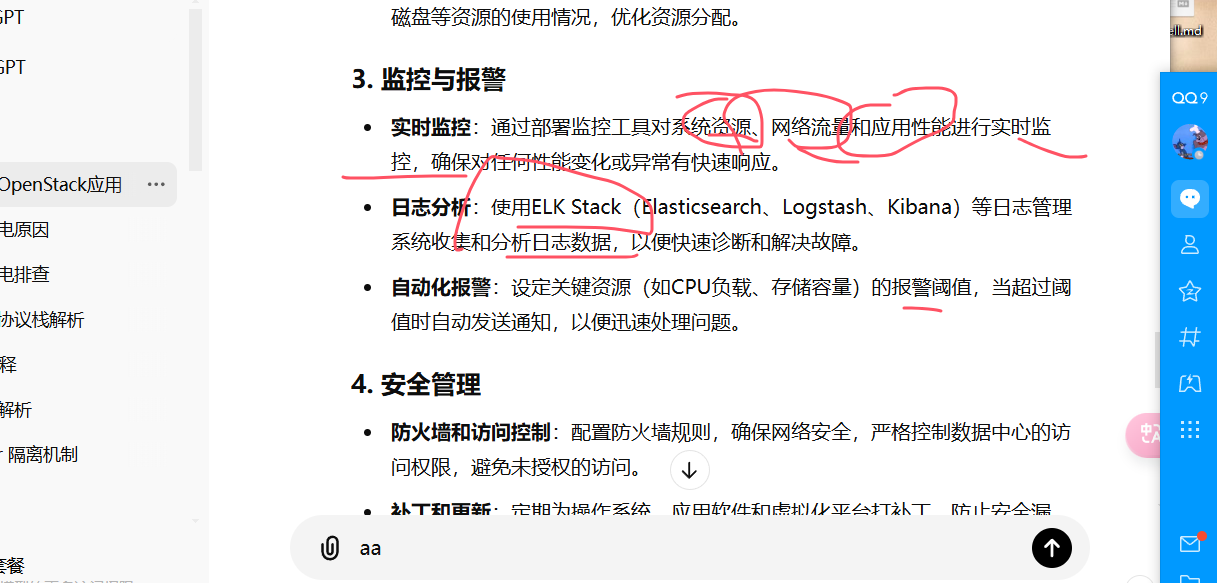 GPT
磁盘等资源的使用情况，优化资源分配。
GPT
3. 监控与报警
实时监控：通过部署监控工具对系统资源、网络流量和应用性能进行实时监
控，确保对任何性能变化或异常有快速响应。
OpenStack应用
日志分析：使用ELK Stack（Elasticsearch、Logstash、Kibana）等日志管理
系统收集和分析日志数据，以便快速诊断和解决故障。
电原因
电排查
自动化报警：设定关键资源（如CPU负载、存储容量）的报警阈值，当超过阈
值时自动发送通知，以便迅速处理问题。
协议栈解析
释
4. 安全管理
解析
防火墙和访问控制：配置防火墙规则，确保网络安全，严格控制数据中心的访
问权限，避免未授权的访问。
隔离机制
补丁和更新：定期为操作系统、应用软件和虚拟化平台打补丁，防止安全漏
aa
套餐
ell.md
QQ9
中A